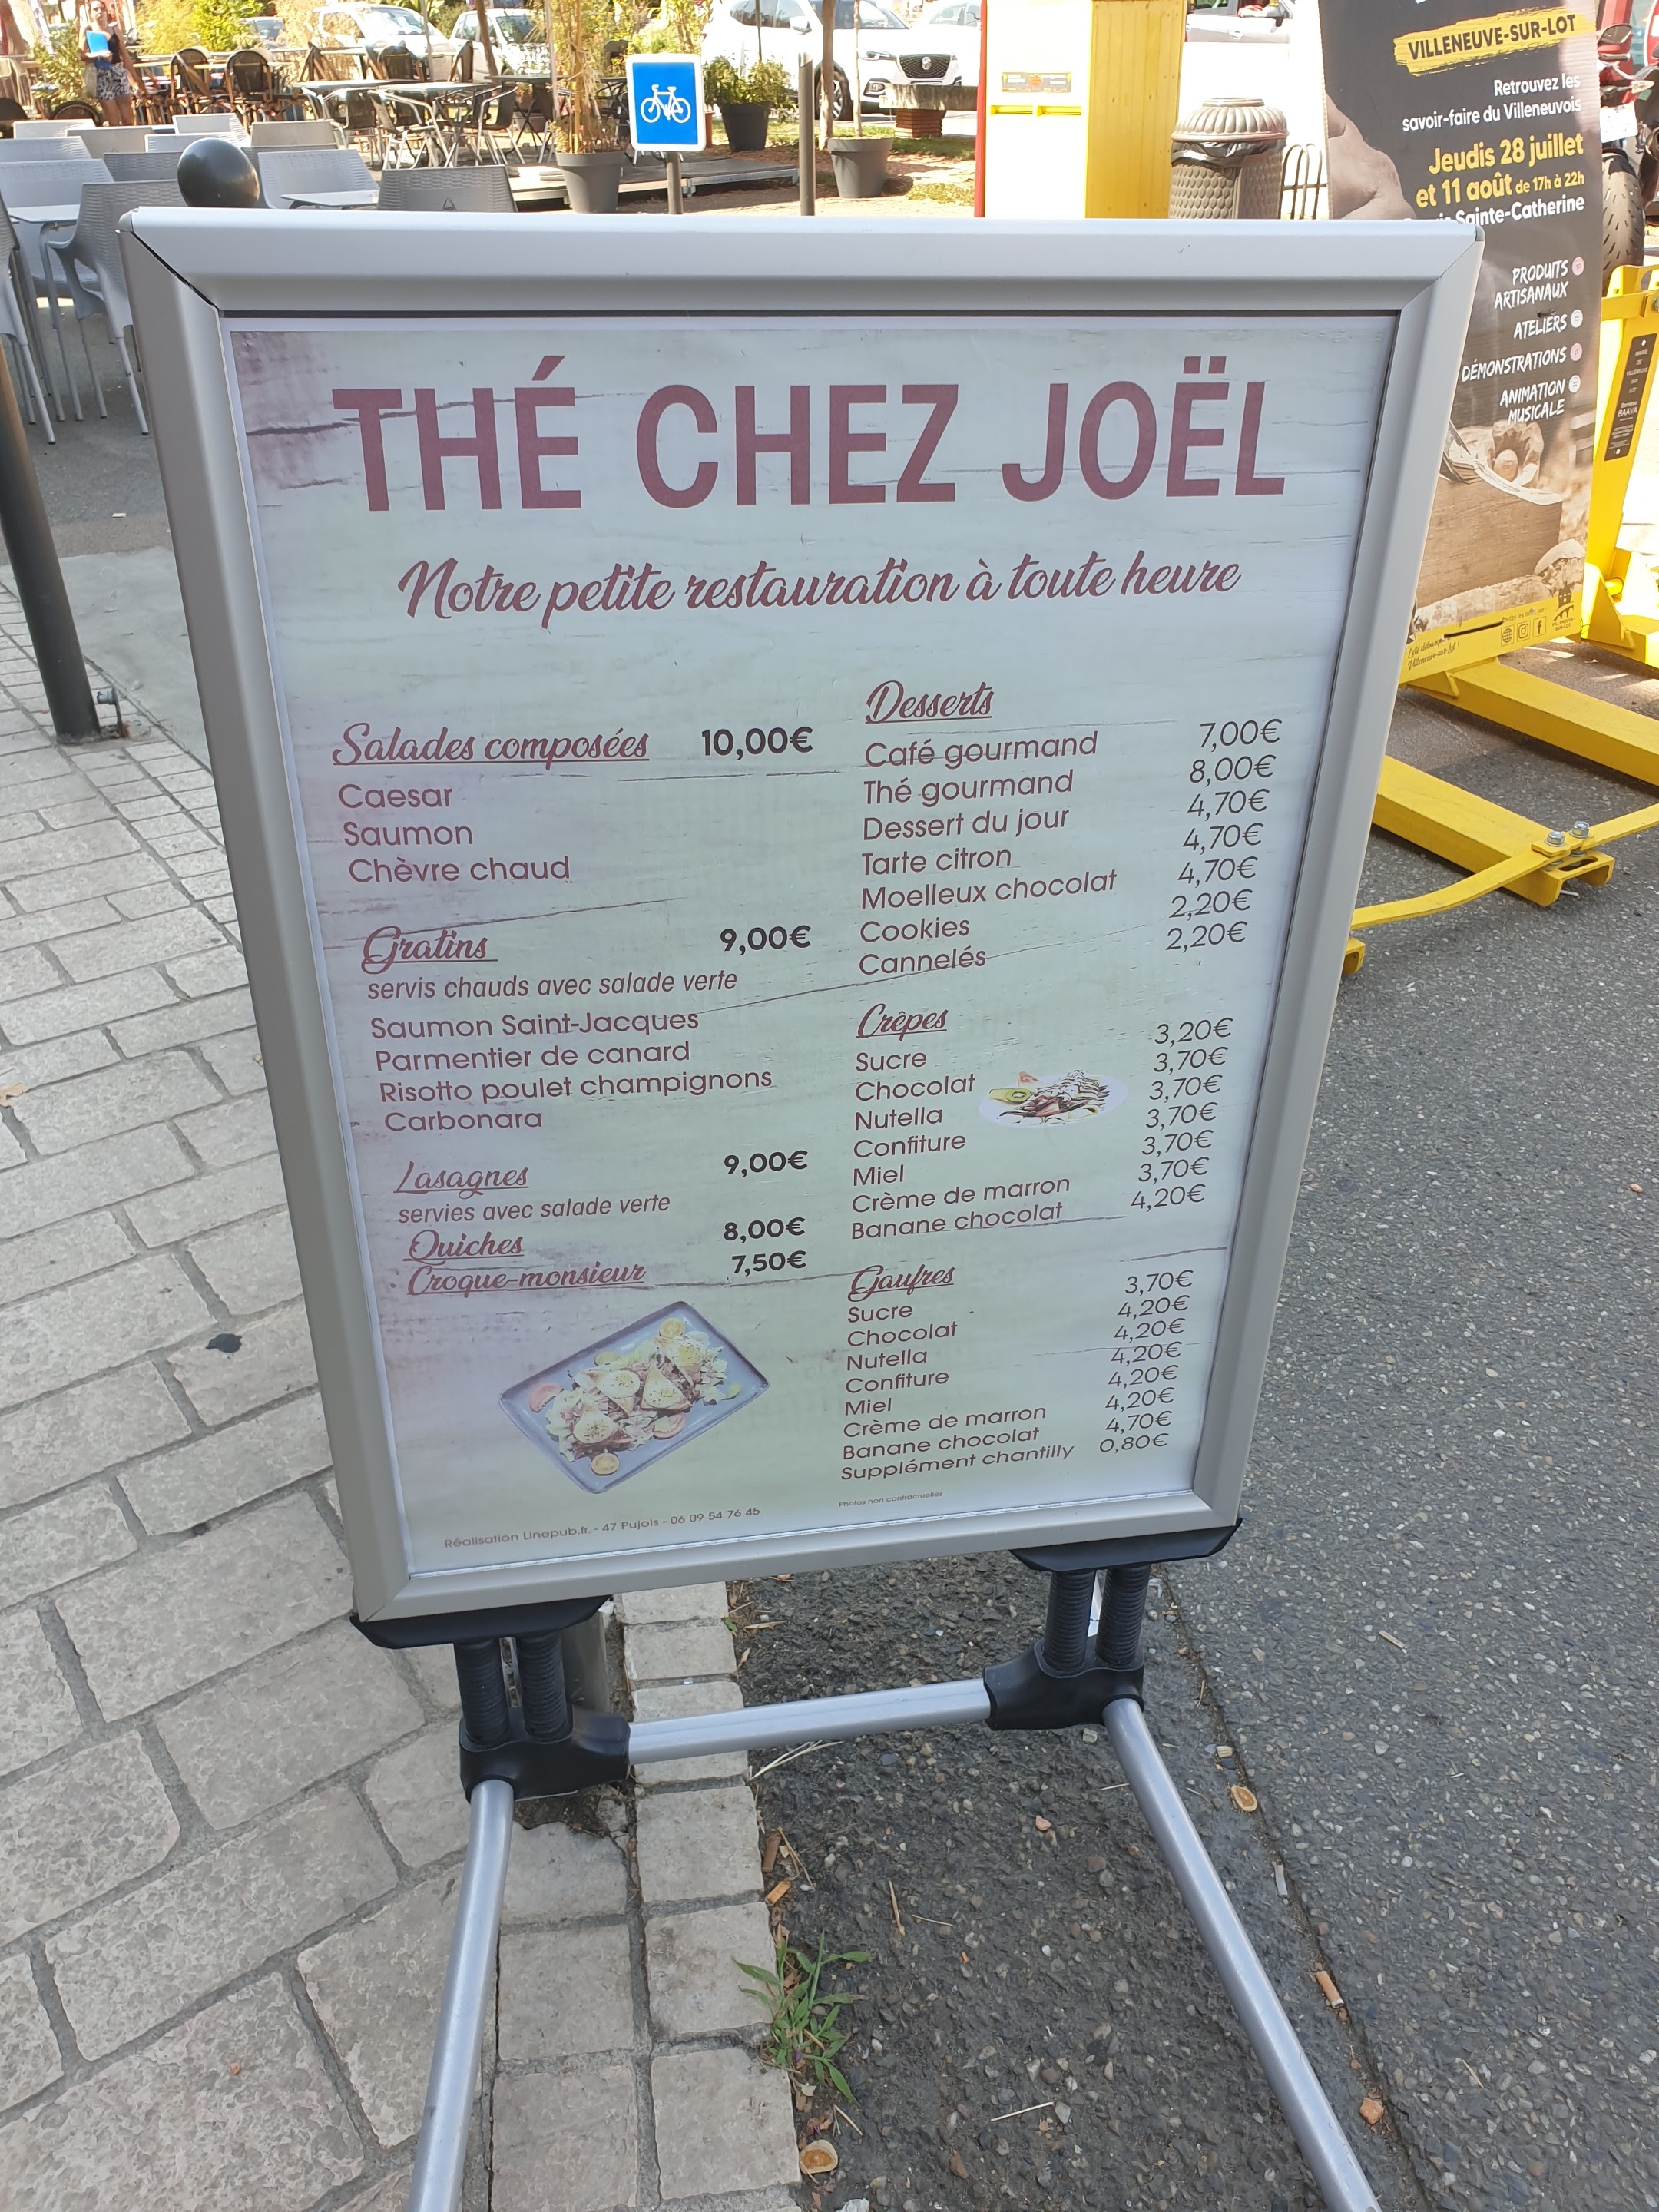 THÉ CHEZ JOËL
Notre petite restauration à toute heure
Salades composées 10,00€
Caesar
Saumon
Chèvre chaud
Gratins 9,00€
servis chauds avec salade verte
Saumon Saint-Jacques
Parmentier de canard
Risotto poulet champignons
Carbonara
Lasagnes 9,00€
servies avec salade verte
Quiches 8,00€
Croque-monsieur 7,50€
Desserts
Café gourmand 7,00€
Thé gourmand 8,00€
Dessert du jour 4,70€
Tarte citron 4,70€
Moelleux chocolat 4,70€
Cookies 2,20€
Cannelés 2,20€
Crêpes
Sucre 3,20€
Chocolat 3,70€
Nutella 3,70€
Confiture 3,70€
Miel 3,70€
Crème de marron 3,70€
Banane chocolat 4,20€
Gaufres
Sucre 3,70€
Chocolat 4,20€
Nutella 4,20€
Confiture 4,20€
Miel 4,20€
Crème de marron 4,20€
Banane chocolat 4,70€
Supplément chantilly 0,80€
Photos non contractuelles
Réalisation Linepub.fr. - 47 Pujols - 06 09 54 76 45
VILLENEUVE-SUR-LOT
Retrouvez les
savoir-faire du Villeneuvois
Jeudis 28 juillet
et 11 août de 17h à 22h
Sainte-Catherine
PRODUITS
ARTISANAUX
ATELIERS
DÉMONSTRATIONS
ANIMATION
MUSICALE